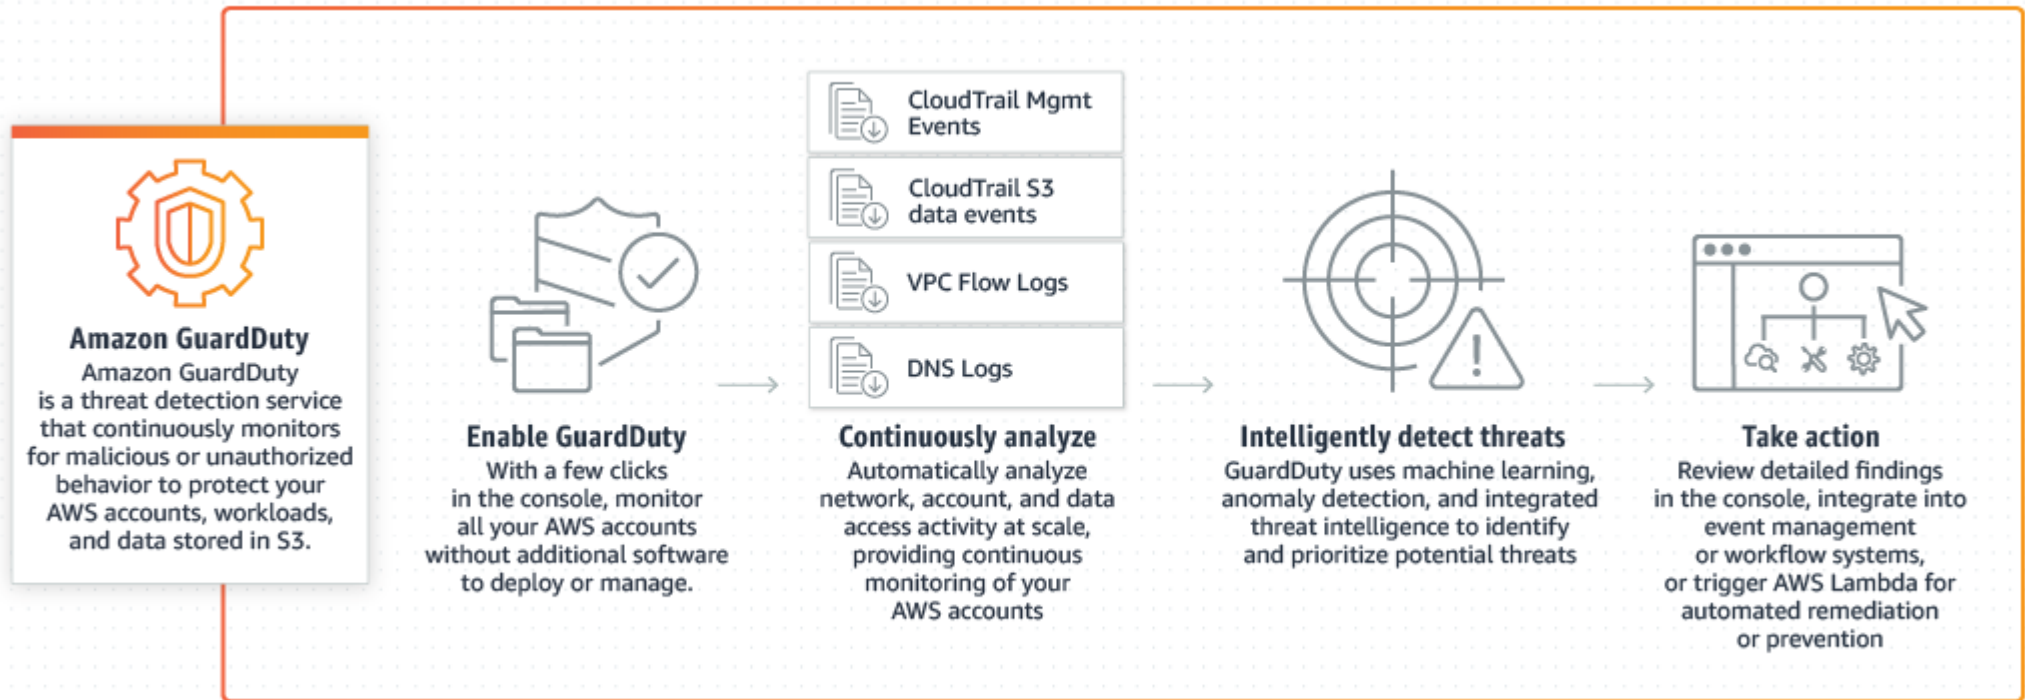 Amazon GuardDuty
Amazon GuardDuty
is a threat detection service
that continuously monitors
for malicious or unauthorized
behavior to protect your
AWS accounts, workloads,
and data stored in S3.
Enable GuardDuty
With a few clicks
in the console, monitor
all your AWS accounts
without additional software
to deploy or manage.
CloudTrail Mgmt
Events
CloudTrail S3
data events
VPC Flow Logs
DNS Logs
Continuously analyze
Automatically analyze
network, account, and data
access activity at scale,
providing continuous
monitoring of your
AWS accounts
Intelligently detect threats
GuardDuty uses machine learning,
anomaly detection, and integrated
threat intelligence to identify
and prioritize potential threats
Take action
Review detailed findings
in the console, integrate into
event management
or workflow systems,
or trigger AWS Lambda for
automated remediation
or prevention